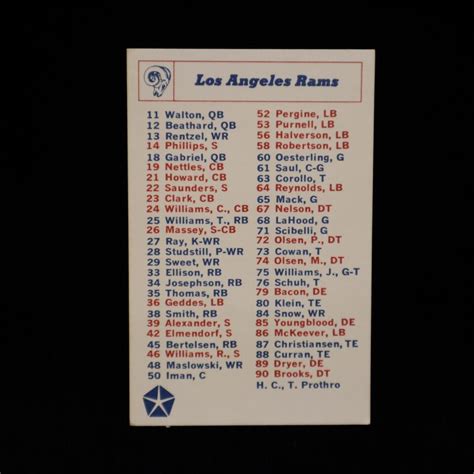 Los Angeles Rams
11 Walton, QB
12 Beathard, QB
13 Rentzel, WR
14 Phillips, S
18 Gabriel, QB
19 Nettles, CB
21 Howard, CB
22 Saunders, S
23 Clark, CB
24 Williams, C., CB
25 Williams, T., RB
26 Massey, S-CB
27 Ray, K-WR
28 Studstill, P-WR
29 Sweet, WR
33 Ellison, RB
34 Josephson, RB
35 Thomas, RB
36 Geddes, LB
38 Smith, RB
39 Alexander, S
42 Elmendorf, S
45 Bertelsen, RB
46 Williams, R., S
48 Maslowski, WR
50 Iman, C
52 Pergine, LB
53 Purnell, LB
56 Halverson, LB
58 Robertson, LB
60 Oesterling, G
61 Saul, C-G
63 Corollo, T
64 Reynolds, LB
65 Mack, G
67 Nelson, DT
68 LaHood, G
71 Scibelli, G
72 Olsen, P., DT
73 Cowan, T
74 Olsen, M., DT
75 Williams, J., G-T
76 Schuh, T
79 Bacon, DE
80 Klein, TE
84 Snow, WR
85 Youngblood, DE
86 McKeever, LB
87 Christiansen, TE
88 Curran, TE
89 Dryer, DE
90 Brooks, DT
H. C., T. Prothro